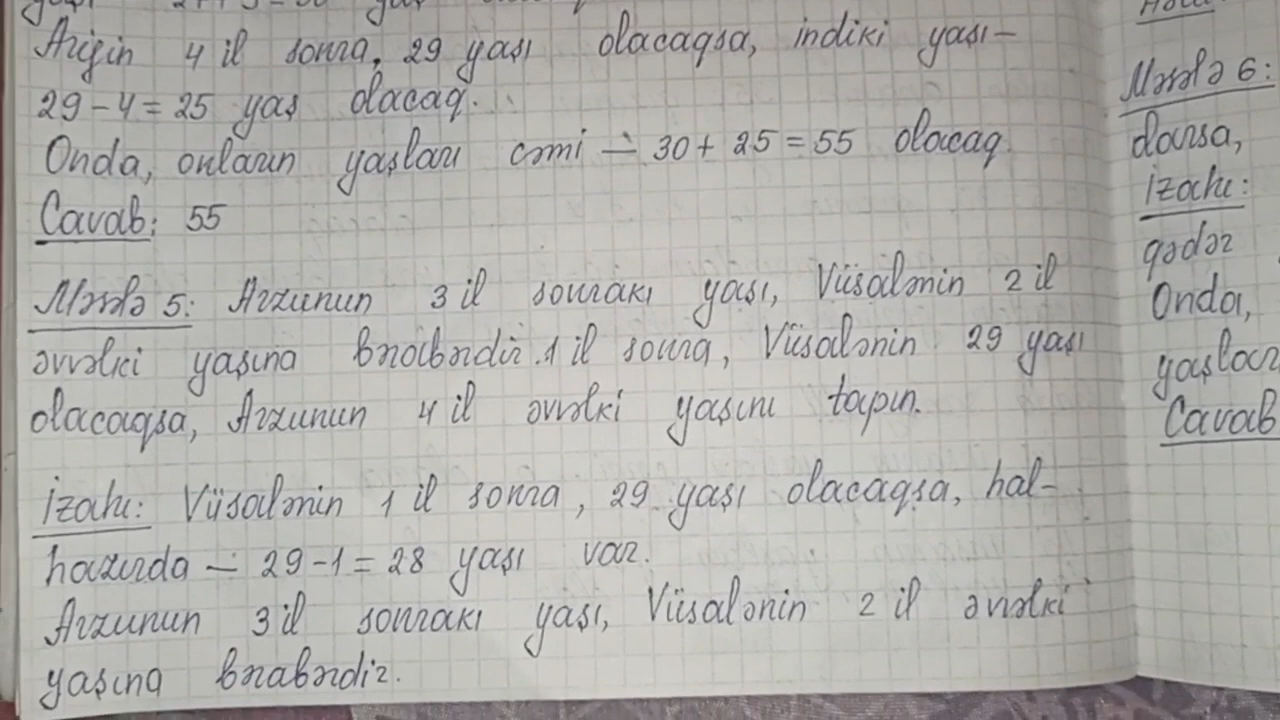 Arizin 4 il sonra, 29 yaşı olacaqsa, indiki yaşı-
29-4=25 yaş olacaq.
Onda, onların yaşları cəmi - 30+25=55 olacaq.
Cavab: 55
Məsələ 5: Arzunun 3 il sonrakı yaşı, Vüsalənin 2 il
əvvəlki yaşına bərabərdir. 1 il sonra, Vüsalənin 29 yaşı
olacaqsa, Arzunun 4 il əvvəlki yaşını tapın.
İzahı: Vüsalənin 1 il sonra, 29 yaşı olacaqsa, hal-
hazırda - 29-1=28 yaşı var.
Arzunun 3 il sonrakı yaşı, Vüsalənin 2 il əvvəlki
yaşına bərabərdir.
Məsələ 6:
darsa,
İzahı:
qədər
Onda,
yaşlar
Cavab